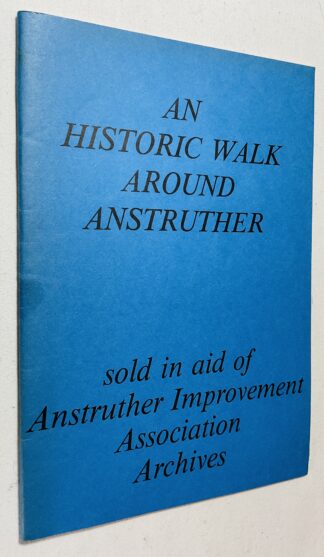 AN
HISTORIC WALK
AROUND
ANSTRUTHER
sold in aid of
Anstruther Improvement
Association
Archives